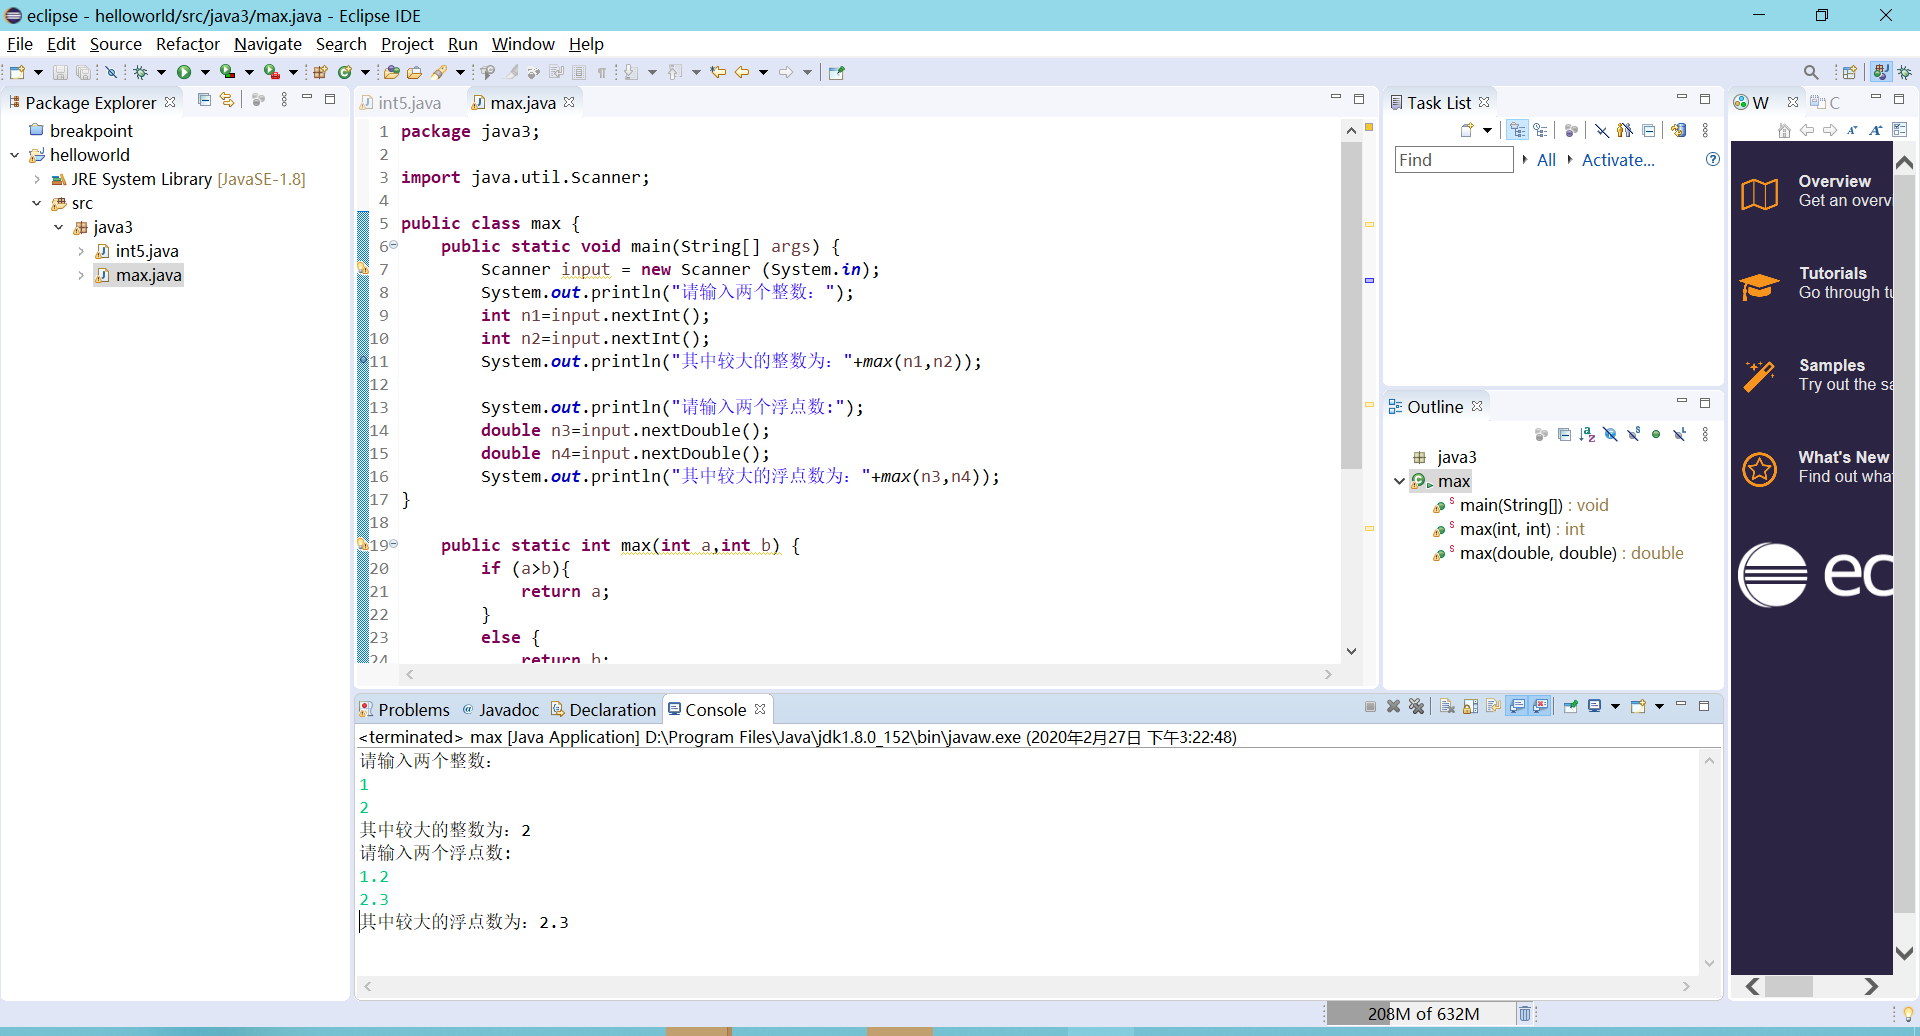 eclipse - helloworld/src/java3/max.java - Eclipse IDE
File Edit Source Refactor Navigate Search Project Run Window Help
Package Explorer
breakpoint
helloworld
JRE System Library [JavaSE-1.8]
src
java3
int5.java
max.java
int5.java max.java
1 package java3;
2
3 import java.util.Scanner;
4
5 public class max {
6 public static void main(String[] args) {
7 Scanner input = new Scanner (System.in);
8 System.out.println("请输入两个整数：");
9 int n1=input.nextInt();
10 int n2=input.nextInt();
11 System.out.println("其中较大的整数为："+max(n1,n2));
12
13 System.out.println("请输入两个浮点数:");
14 double n3=input.nextDouble();
15 double n4=input.nextDouble();
16 System.out.println("其中较大的浮点数为："+max(n3,n4));
17 }
18
19 public static int max(int a,int b) {
20 if (a>b){
21 return a;
22 }
23 else {
24 return b;
Task List
Find All Activate...
Outline
java3
max
main(String[]) : void
max(int, int) : int
max(double, double) : double
W C
Overview
Get an overvi
Tutorials
Go through tu
Samples
Try out the sa
What's New
Find out wha
ec
Problems Javadoc Declaration Console
<terminated> max [Java Application] D:\Program Files\Java\jdk1.8.0_152\bin\javaw.exe (2020年2月27日 下午3:22:48)
请输入两个整数：
1
2
其中较大的整数为：2
请输入两个浮点数:
1.2
2.3
其中较大的浮点数为：2.3
208M of 632M